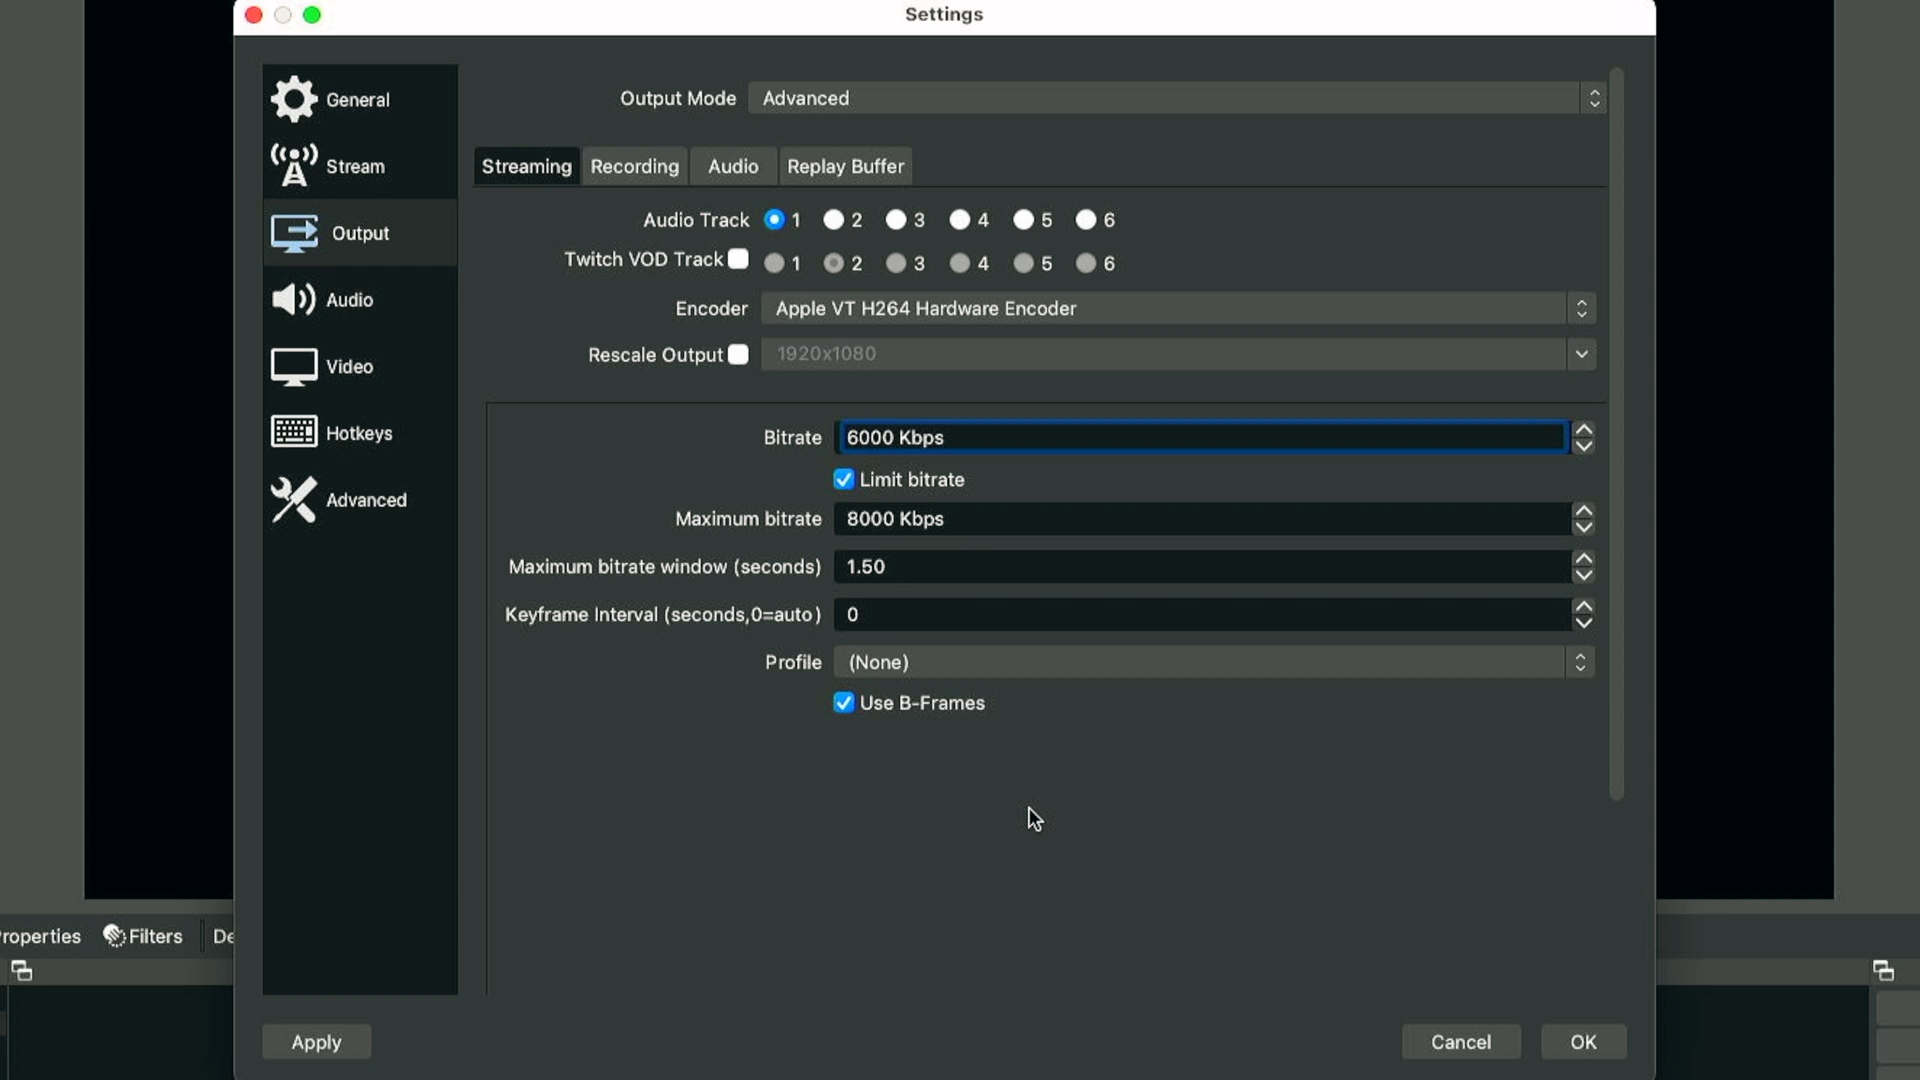 Settings
General
Stream
Output
Audio
Video
Hotkeys
Advanced
Output Mode Advanced
Streaming Recording Audio Replay Buffer
Audio Track 1 2 3 4 5 6
Twitch VOD Track 1 2 3 4 5 6
Encoder Apple VT H264 Hardware Encoder
Rescale Output 1920x1080
Bitrate 6000 Kbps
Limit bitrate
Maximum bitrate 8000 Kbps
Maximum bitrate window (seconds) 1.50
Keyframe Interval (seconds,0=auto) 0
Profile (None)
Use B-Frames
roperties Filters De
Apply Cancel OK